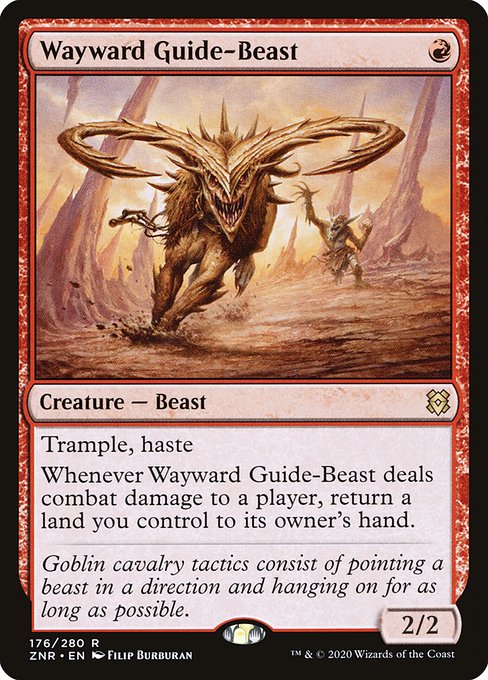 Wayward Guide-Beast
Creature — Beast
Trample, haste
Whenever Wayward Guide-Beast deals
combat damage to a player, return a
land you control to its owner's hand.
Goblin cavalry tactics consist of pointing a
beast in a direction and hanging on for as
long as possible.
2/2
176/280 R
ZNR • EN Filip Burburan
™ & © 2020 Wizards of the Coast